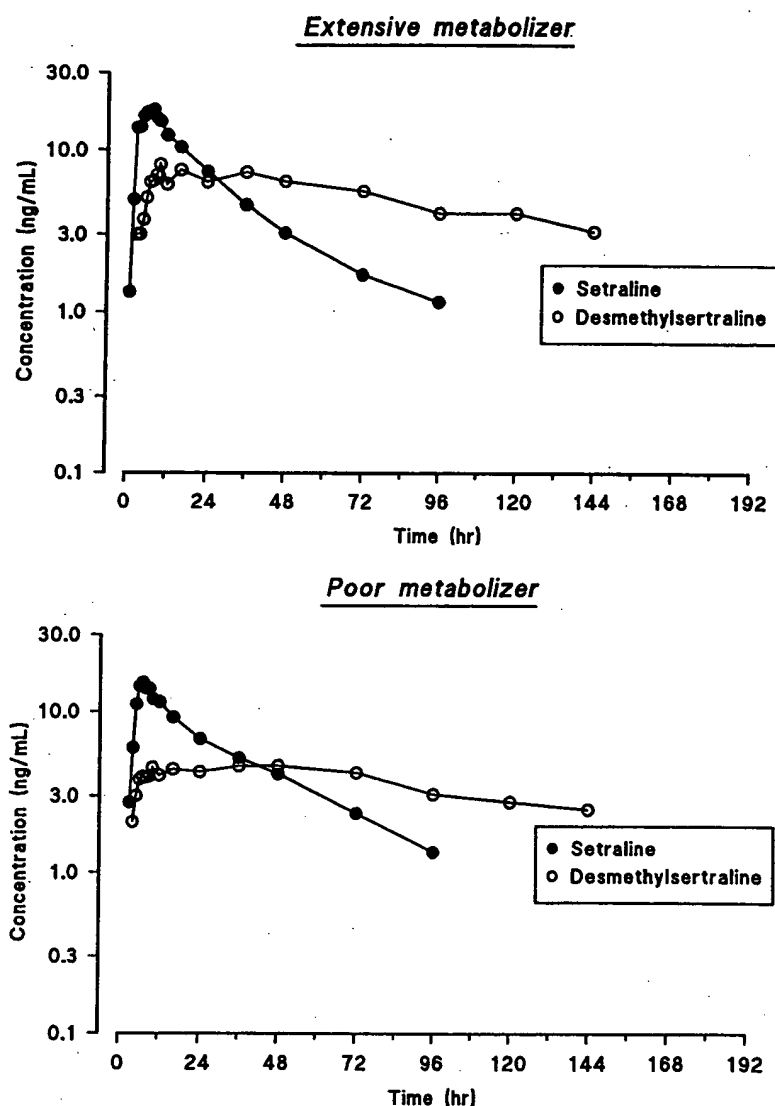 Extensive metabolizer
30.0
10.0
3.0
1.0
0.3
0.1
Concentration (ng/mL)
0 24 48 72 96 120 144 168 192
Time (hr)
Setraline
Desmethylsertraline
Poor metabolizer
30.0
10.0
3.0
1.0
0.3
0.1
Concentration (ng/mL)
0 24 48 72 96 120 144 168 192
Time (hr)
Setraline
Desmethylsertraline